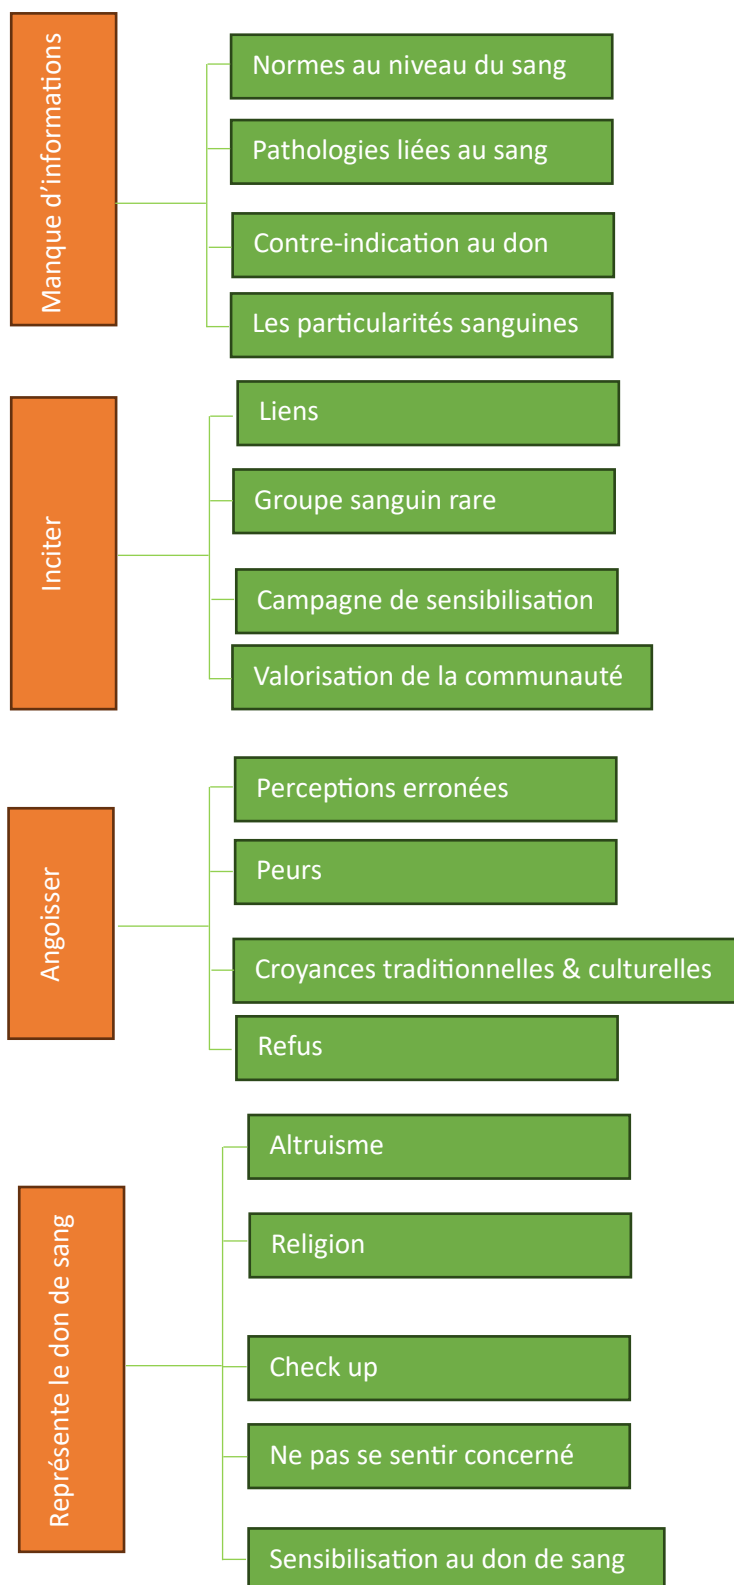 Manque d'informations
Normes au niveau du sang
Pathologies liées au sang
Contre-indication au don
Les particularités sanguines
Inciter
Liens
Groupe sanguin rare
Campagne de sensibilisation
Valorisation de la communauté
Angoisser
Perceptions erronées
Peurs
Croyances traditionnelles & culturelles
Refus
Représente le don de sang
Altruisme
Religion
Check up
Ne pas se sentir concerné
Sensibilisation au don de sang